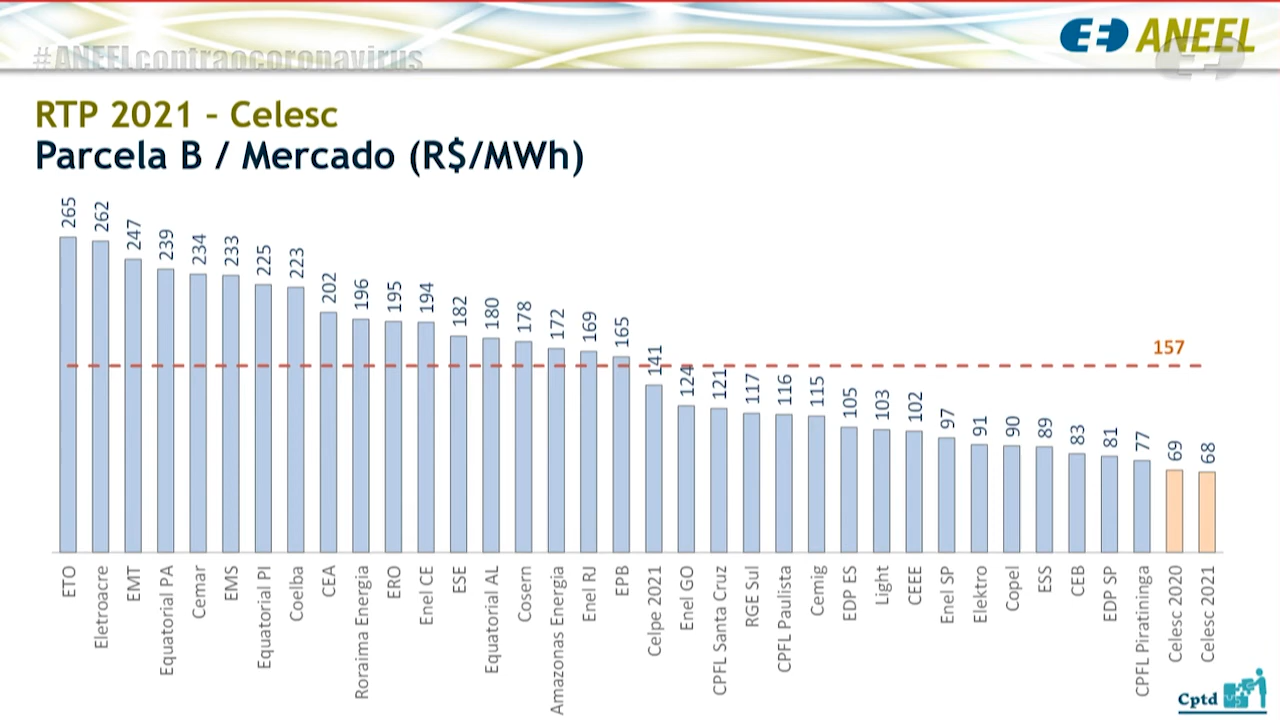 #ANEELcontraocoronavirus
ANEEL
RTP 2021 – Celesc
Parcela B / Mercado (R$/MWh)
265
262
247
239
234
233
225
223
202
196
195
194
182
180
178
172
169
165
141
124
121
117
116
115
105
103
102
97
91
90
89
83
81
77
69
68
157
ETO
Eletroacre
EMT
Equatorial PA
Cemar
EMS
Equatorial PI
Coelba
CEA
Roraima Energia
ERO
Enel CE
ESE
Equatorial AL
Cosern
Amazonas Energia
Enel RJ
EPB
Celpe 2021
Enel GO
CPFL Santa Cruz
RGE Sul
CPFL Paulista
Cemig
EDP ES
Light
CEEE
Enel SP
Elektro
Copel
ESS
CEB
EDP SP
CPFL Piratininga
Celesc 2020
Celesc 2021
Cptd